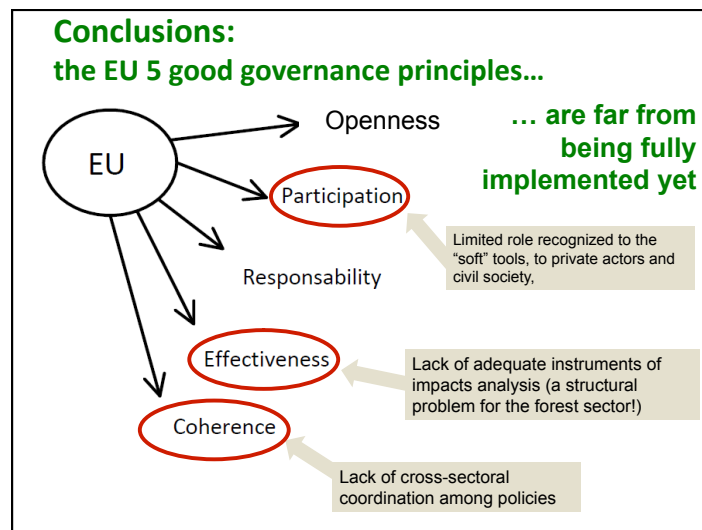 Conclusions:
the EU 5 good governance principles…
EU
Openness
… are far from
being fully
implemented yet
Participation
Limited role recognized to the
“soft” tools, to private actors and
civil society,
Responsability
Effectiveness
Lack of adequate instruments of
impacts analysis (a structural
problem for the forest sector!)
Coherence
Lack of cross-sectoral
coordination among policies